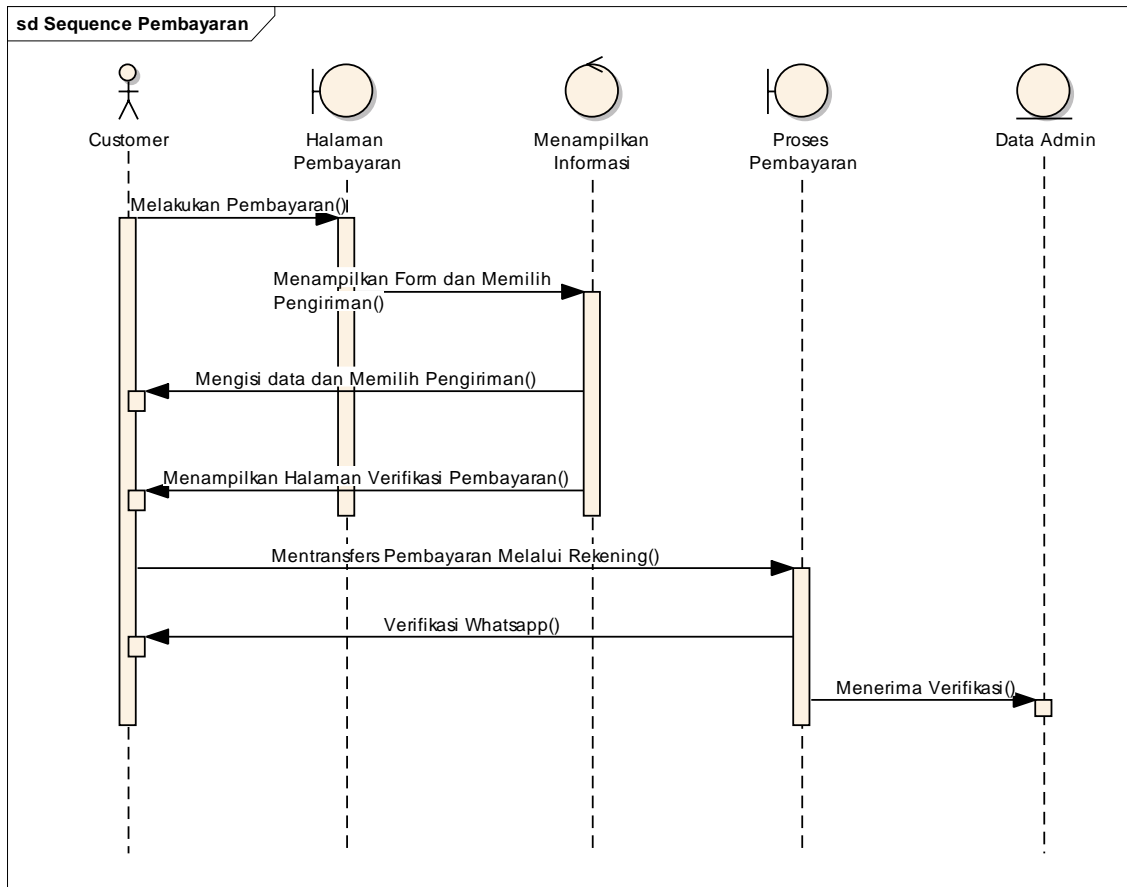 sd Sequence Pembayaran
Customer
Halaman
Pembayaran
Menampilkan
Informasi
Proses
Pembayaran
Data Admin
Melakukan Pembayaran()
Menampilkan Form dan Memilih
Pengiriman()
Mengisi data dan Memilih Pengiriman()
Menampilkan Halaman Verifikasi Pembayaran()
Mentransfers Pembayaran Melalui Rekening()
Verifikasi Whatsapp()
Menerima Verifikasi()